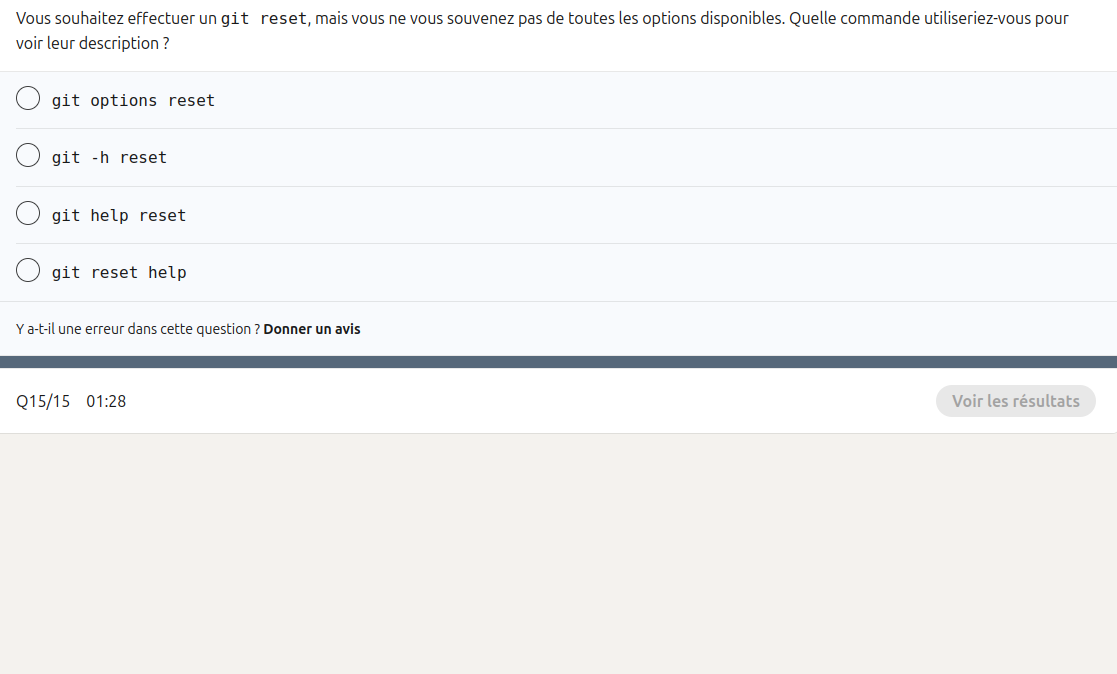 Vous souhaitez effectuer un git reset, mais vous ne vous souvenez pas de toutes les options disponibles. Quelle commande utiliseriez-vous pour
voir leur description ?
git options reset
git -h reset
git help reset
git reset help
Y a-t-il une erreur dans cette question ? Donner un avis
Q15/15 01:28
Voir les résultats